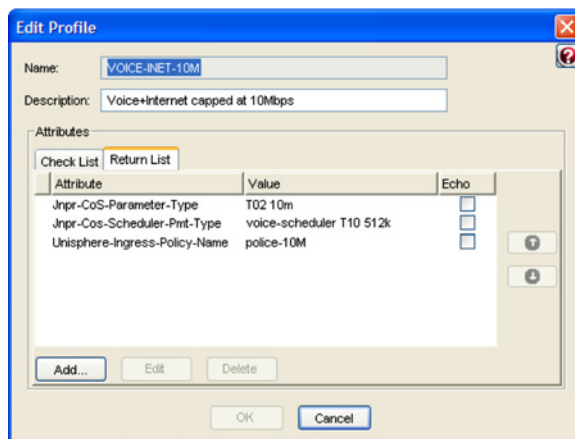 Edit Profile
Name: VOICE-INET-10M
Description: Voice+Internet capped at 10Mbps
Attributes
Check List Return List
Attribute Value Echo
Jnpr-CoS-Parameter-Type T02 10m
Jnpr-Cos-Scheduler-Pmt-Type voice-scheduler T10 512k
Unisphere-Ingress-Policy-Name police-10M
Add... Edit Delete
OK Cancel